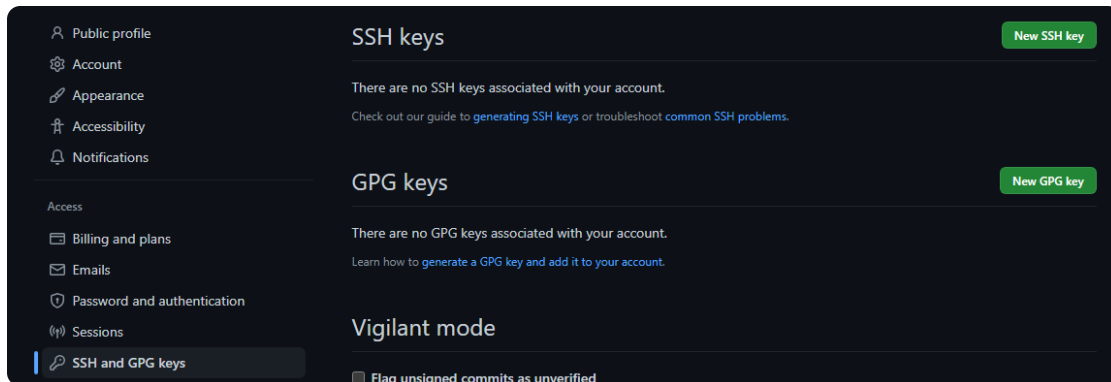 Public profile
Account
Appearance
Accessibility
Notifications
Access
Billing and plans
Emails
Password and authentication
Sessions
SSH and GPG keys
SSH keys
New SSH key
There are no SSH keys associated with your account.
Check out our guide to generating SSH keys or troubleshoot common SSH problems.
GPG keys
New GPG key
There are no GPG keys associated with your account.
Learn how to generate a GPG key and add it to your account.
Vigilant mode
Flag unsigned commits as unverified